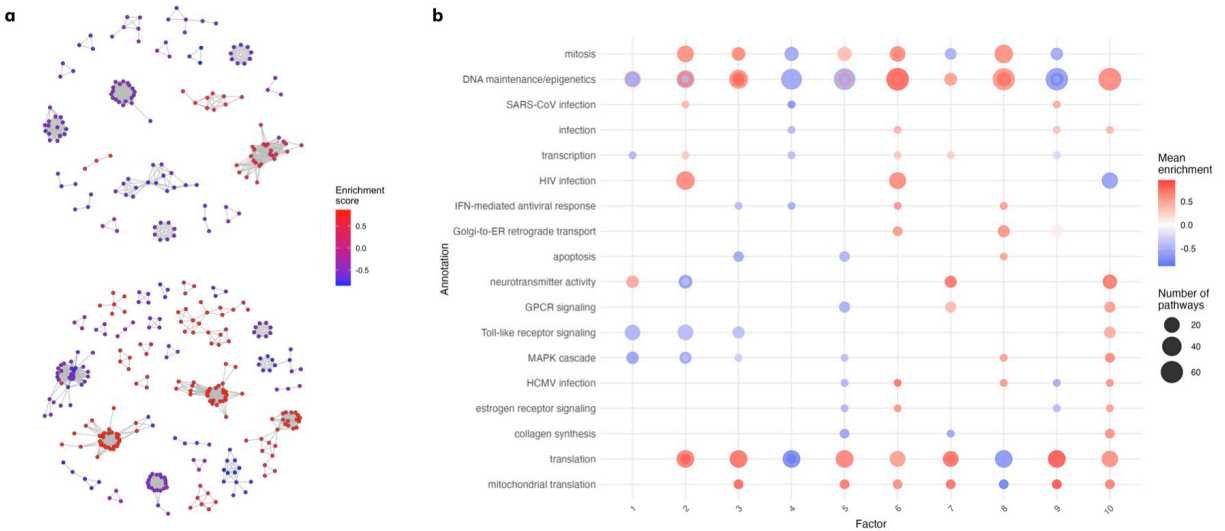 a
b
Enrichment
score
0.5
0.0
-0.5
Annotation
mitosis
DNA maintenance/epigenetics
SARS-CoV infection
infection
transcription
HIV infection
IFN-mediated antiviral response
Golgi-to-ER retrograde transport
apoptosis
neurotransmitter activity
GPCR signaling
Toll-like receptor signaling
MAPK cascade
HCMV infection
estrogen receptor signaling
collagen synthesis
translation
mitochondrial translation
1 2 3 4 5 6 7 8 9 10
Factor
Mean
enrichment
0.5
0.0
-0.5
Number of
pathways
20
40
60